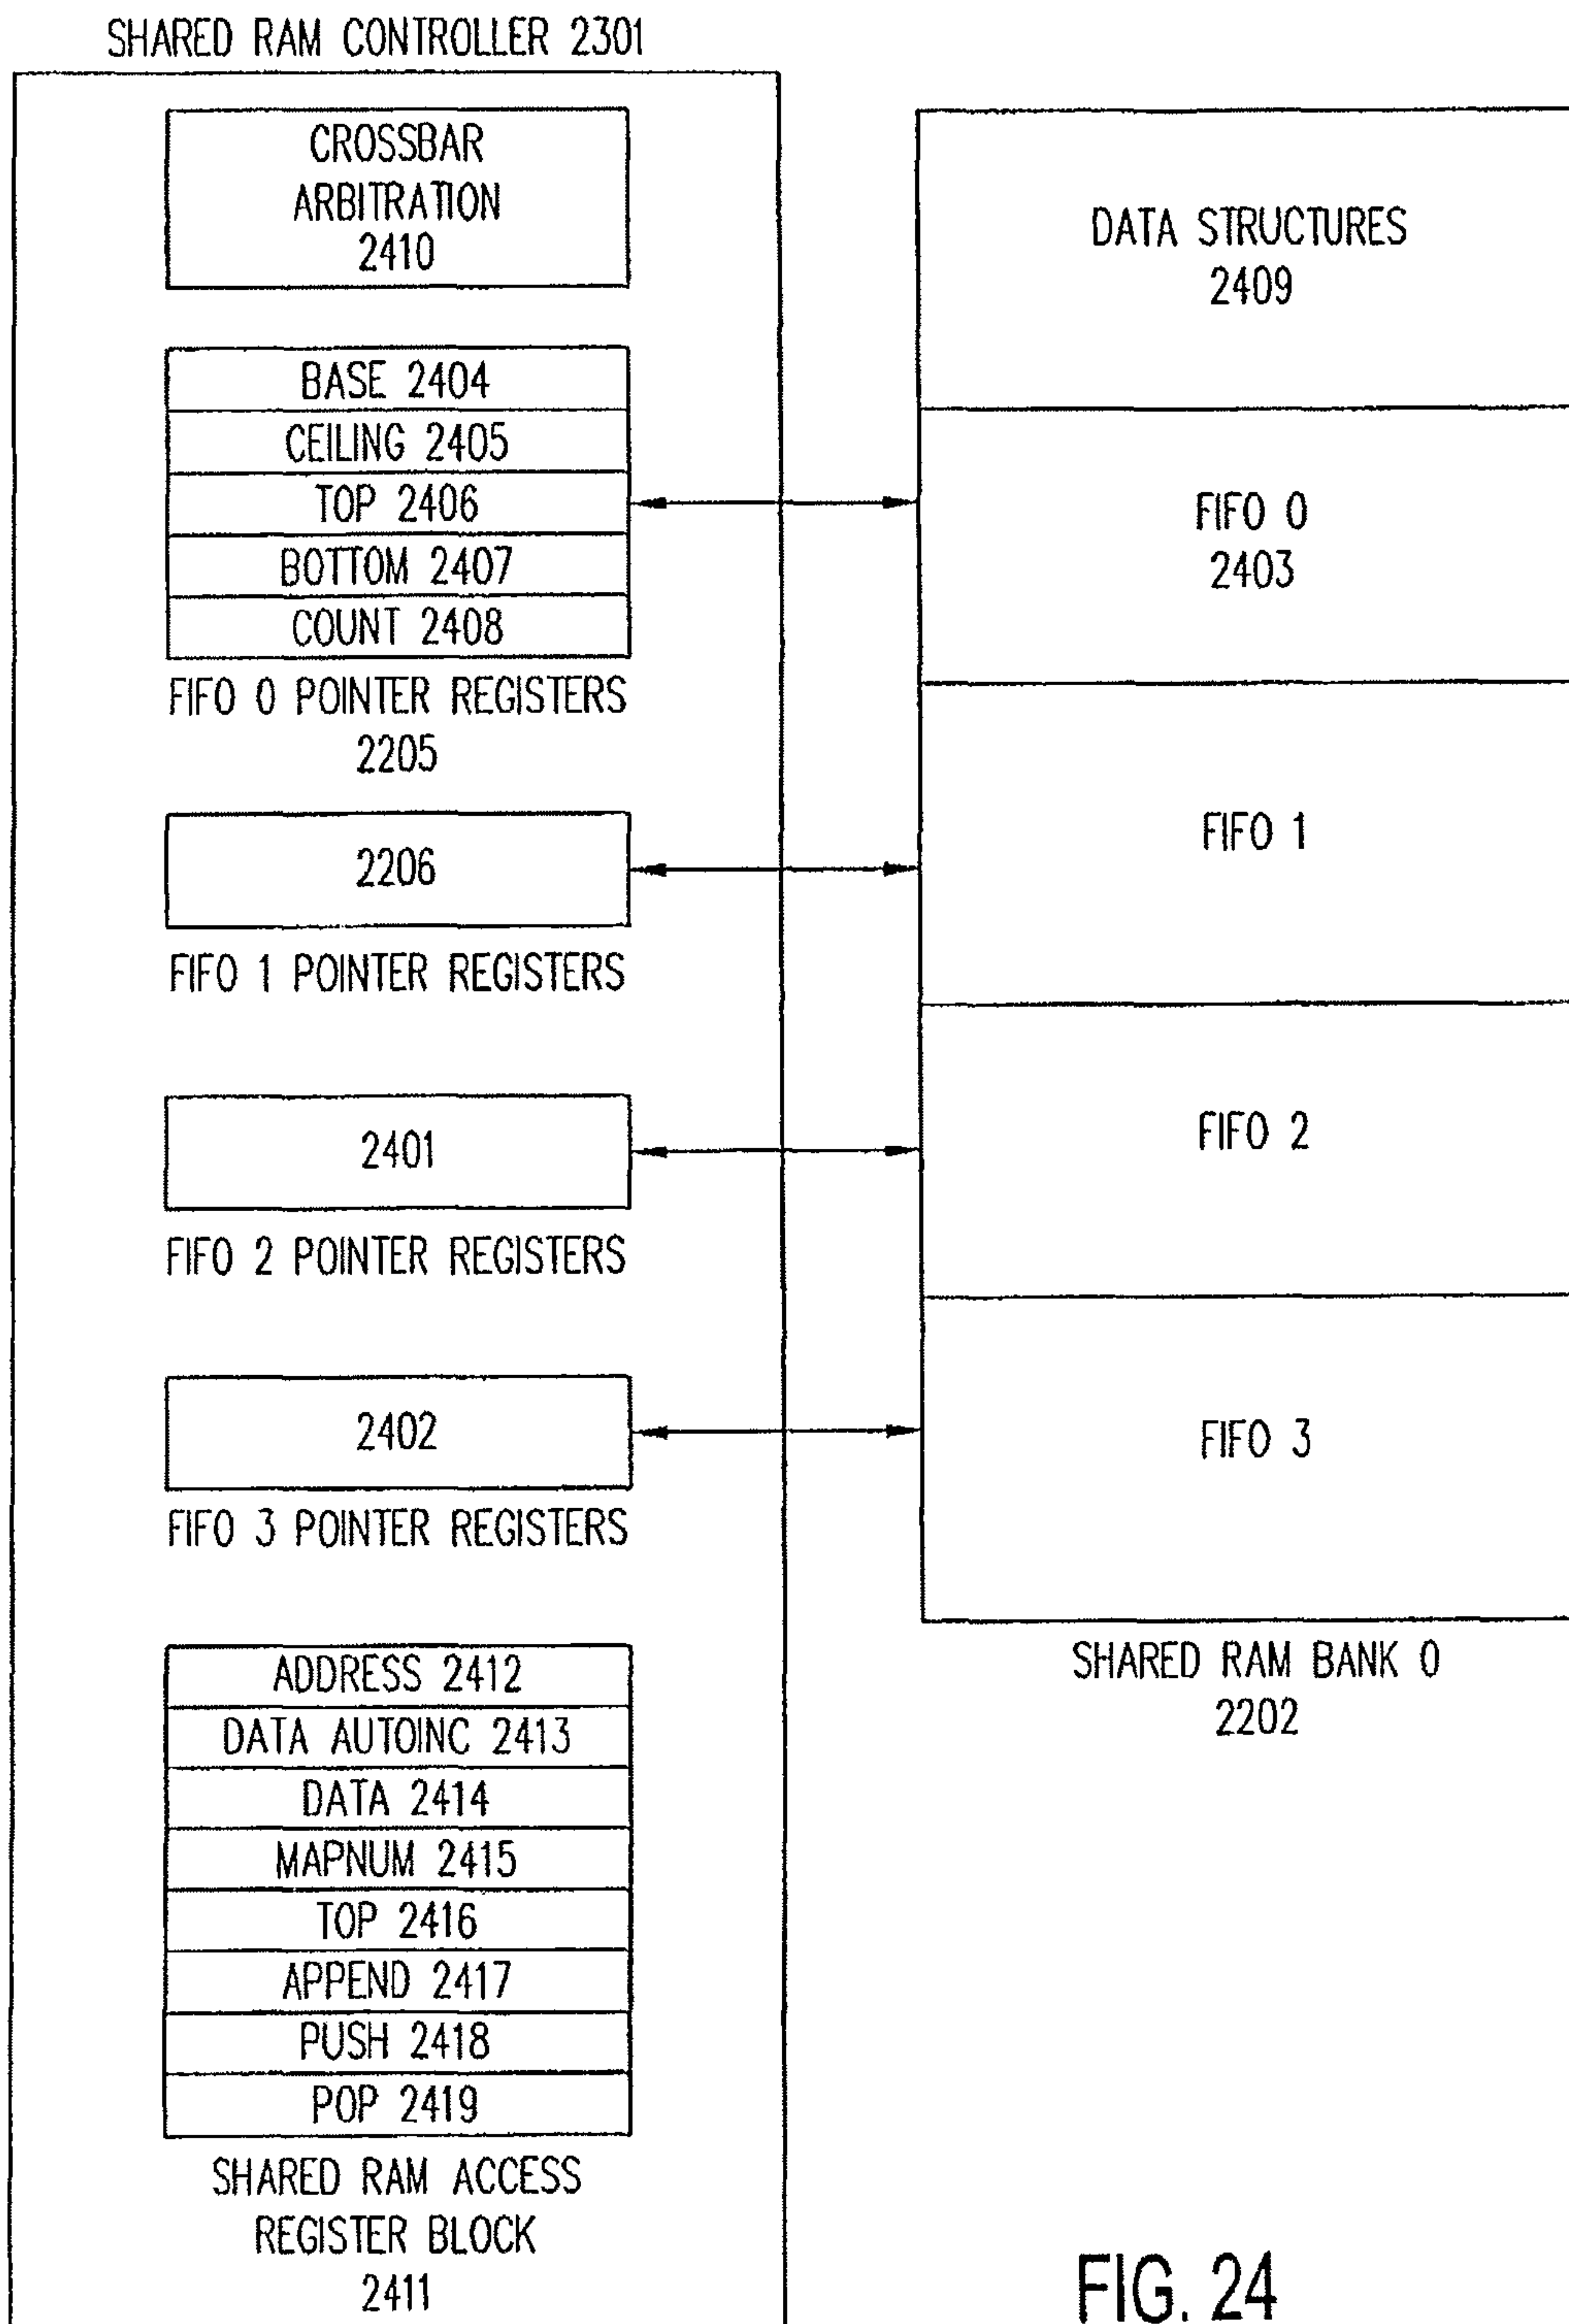 SHARED RAM CONTROLLER 2301
CROSSBAR
ARBITRATION
2410
BASE 2404
CEILING 2405
TOP 2406
BOTTOM 2407
COUNT 2408
FIFO 0 POINTER REGISTERS
2205
2206
FIFO 1 POINTER REGISTERS
2401
FIFO 2 POINTER REGISTERS
2402
FIFO 3 POINTER REGISTERS
ADDRESS 2412
DATA AUTOINC 2413
DATA 2414
MAPNUM 2415
TOP 2416
APPEND 2417
PUSH 2418
POP 2419
SHARED RAM ACCESS
REGISTER BLOCK
2411
DATA STRUCTURES
2409
FIFO 0
2403
FIFO 1
FIFO 2
FIFO 3
SHARED RAM BANK 0
2202
FIG. 24